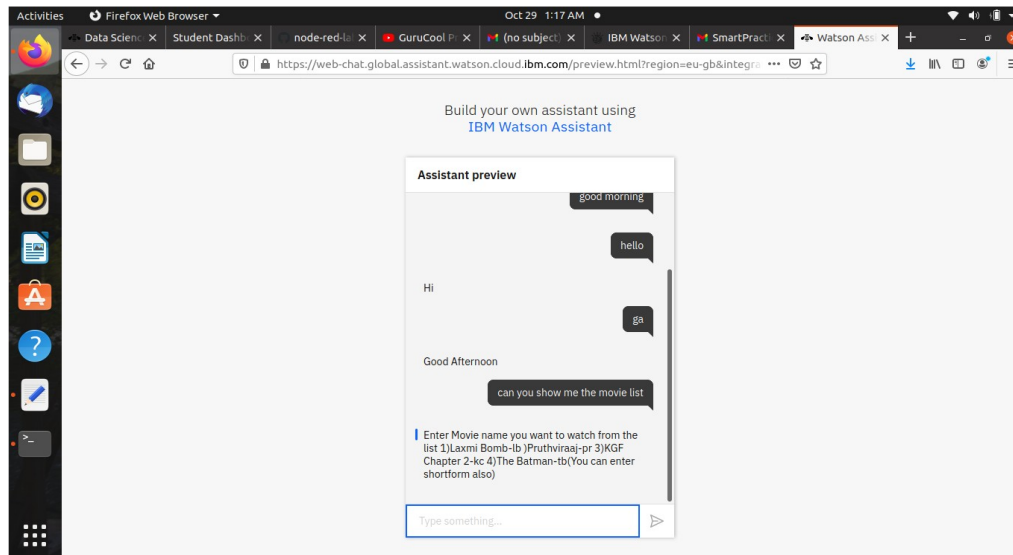 Activities
Firefox Web Browser
Oct 29 1:17 AM
Data Scienc
Student Dashb
node-red-la
GuruCool P
(no subject)
IBM Watson
SmartPract
Watson Ass
https://web-chat.global.assistant.watson.cloud.ibm.com/preview.html?region=eu-gb&integra
Build your own assistant using
IBM Watson Assistant
Assistant preview
good morning
hello
Hi
ga
Good Afternoon
can you show me the movie list
Enter Movie name you want to watch from the
list 1)Laxmi Bomb-lb )Pruthviraaj-pr 3)KGF
Chapter 2-kc 4)The Batman-tb(You can enter
shortform also)
Type something...